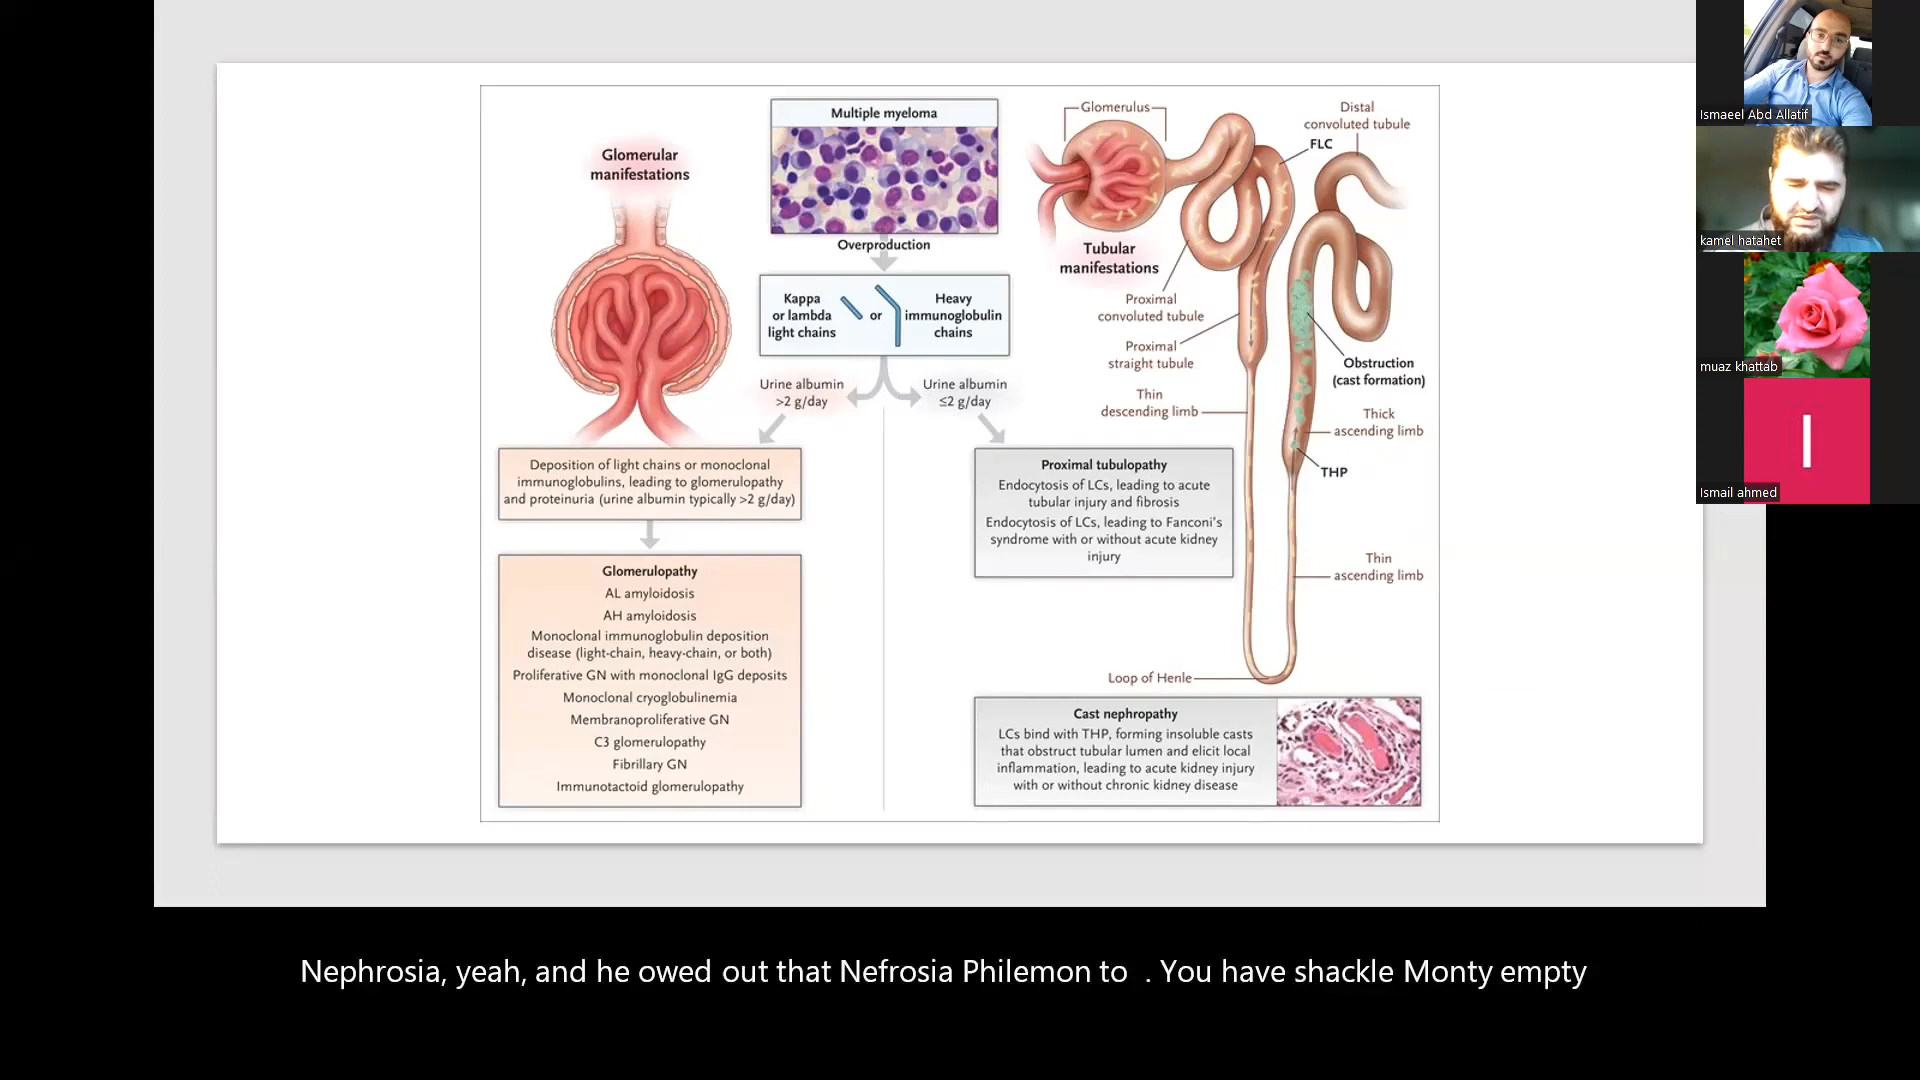 Multiple myeloma
Glomerular
manifestations
Overproduction
Kappa
or lambda
light chains
or
Heavy
immunoglobulin
chains
Urine albumin
>2 g/day
Urine albumin
≤2 g/day
Deposition of light chains or monoclonal
immunoglobulins, leading to glomerulopathy
and proteinuria (urine albumin typically >2 g/day)
Glomerulopathy
AL amyloidosis
AH amyloidosis
Monoclonal immunoglobulin deposition
disease (light-chain, heavy-chain, or both)
Proliferative GN with monoclonal IgG deposits
Monoclonal cryoglobulinemia
Membranoproliferative GN
C3 glomerulopathy
Fibrillary GN
Immunotactoid glomerulopathy
Glomerulus
Distal
convoluted tubule
FLC
Tubular
manifestations
Proximal
convoluted tubule
Proximal
straight tubule
Thin
descending limb
Obstruction
(cast formation)
Thick
ascending limb
THP
Thin
ascending limb
Loop of Henle
Proximal tubulopathy
Endocytosis of LCs, leading to acute
tubular injury and fibrosis
Endocytosis of LCs, leading to Fanconi's
syndrome with or without acute kidney
injury
Cast nephropathy
LCs bind with THP, forming insoluble casts
that obstruct tubular lumen and elicit local
inflammation, leading to acute kidney injury
with or without chronic kidney disease
Ismaeel Abd Allatif
kamel hatahet
muaz khattab
I
Ismail ahmed
Nephrosia, yeah, and he owed out that Nefrosia Philemon to . You have shackle Monty empty